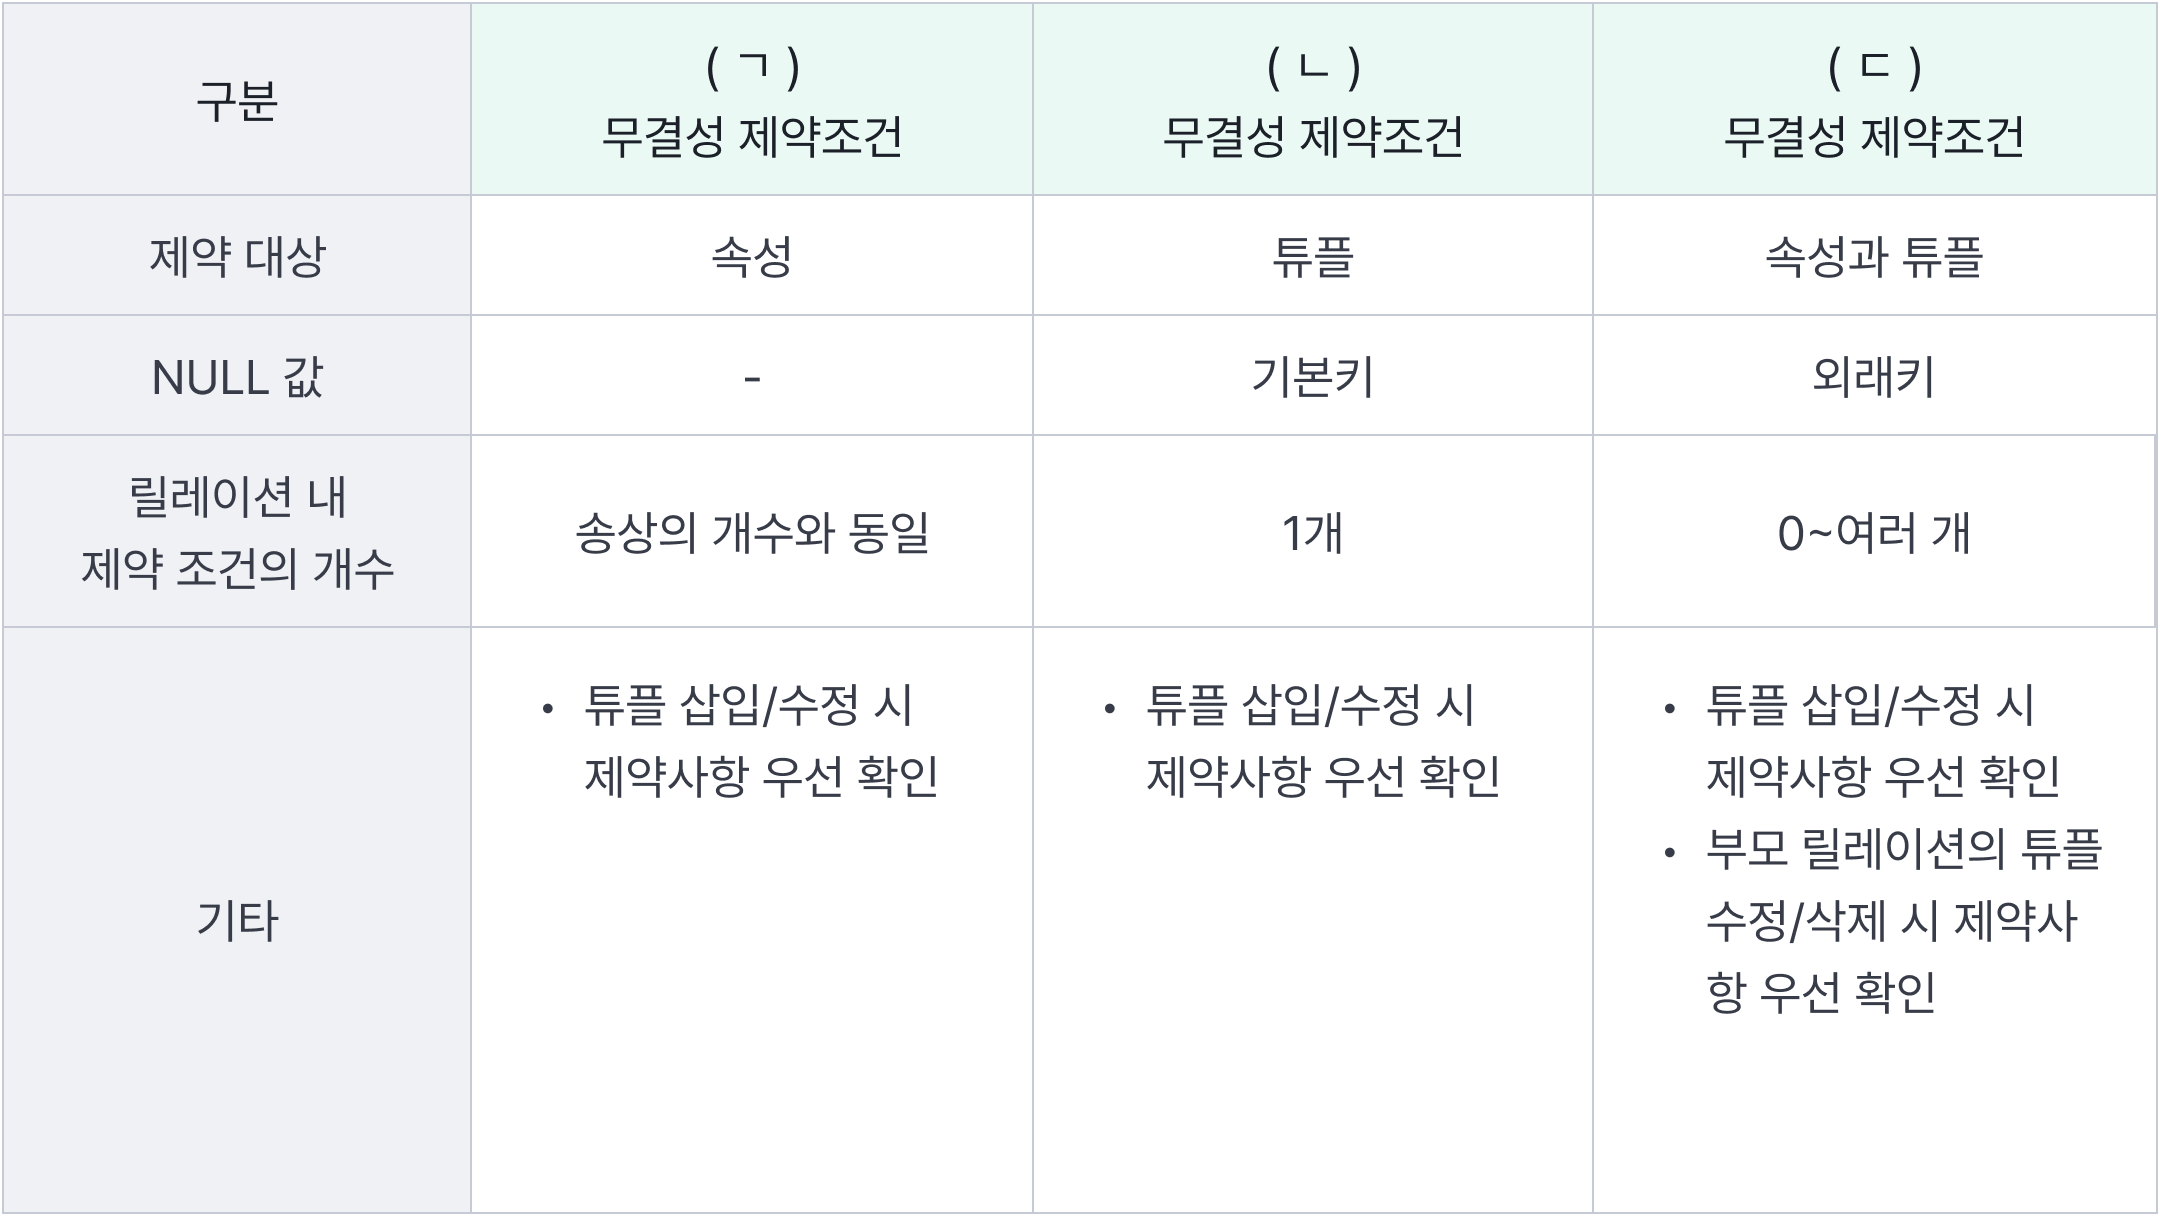 구분
( ㄱ )
무결성 제약조건
( ㄴ )
무결성 제약조건
( ㄷ )
무결성 제약조건
제약 대상
속성
튜플
속성과 튜플
NULL 값
-
기본키
외래키
릴레이션 내
제약 조건의 개수
송상의 개수와 동일
1개
0~여러 개
기타
• 튜플 삽입/수정 시
제약사항 우선 확인
• 튜플 삽입/수정 시
제약사항 우선 확인
• 튜플 삽입/수정 시
제약사항 우선 확인
• 부모 릴레이션의 튜플
수정/삭제 시 제약사
항 우선 확인